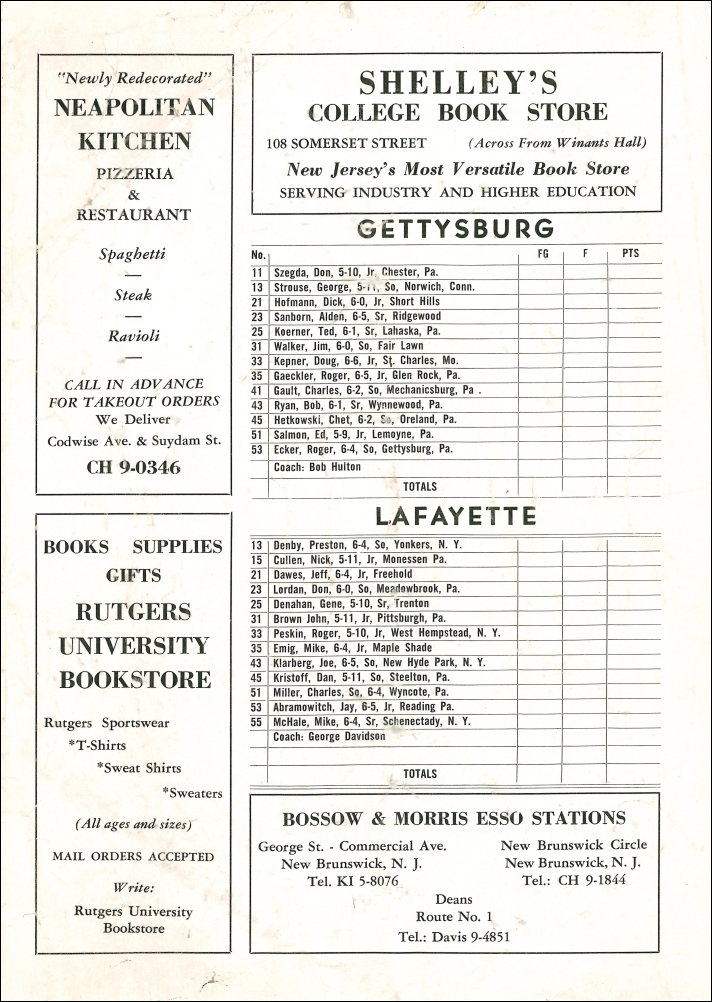 "Newly Redecorated"
NEAPOLITAN
KITCHEN
PIZZERIA
&
RESTAURANT
Spaghetti
—
Steak
—
Ravioli
—
CALL IN ADVANCE
FOR TAKEOUT ORDERS
We Deliver
Codwise Ave. & Suydam St.
CH 9-0346
BOOKS SUPPLIES
GIFTS
RUTGERS
UNIVERSITY
BOOKSTORE
Rutgers Sportswear
*T-Shirts
*Sweat Shirts
*Sweaters
(All ages and sizes)
MAIL ORDERS ACCEPTED
Write:
Rutgers University
Bookstore
SHELLEY'S
COLLEGE BOOK STORE
108 SOMERSET STREET (Across From Winants Hall)
New Jersey's Most Versatile Book Store
SERVING INDUSTRY AND HIGHER EDUCATION
GETTYSBURG
No. FG F PTS
11 Szegda, Don, 5-10, Jr, Chester, Pa.
13 Strouse, George, 5-11, So, Norwich, Conn.
21 Hofmann, Dick, 6-0, Jr, Short Hills
23 Sanborn, Alden, 6-5, Sr, Ridgewood
25 Koerner, Ted, 6-1, Sr, Lahaska, Pa.
31 Walker, Jim, 6-0, So, Fair Lawn
33 Kepner, Doug, 6-6, Jr, St. Charles, Mo.
35 Gaeckler, Roger, 6-5, Jr, Glen Rock, Pa.
41 Gault, Charles, 6-2, So, Mechanicsburg, Pa .
43 Ryan, Bob, 6-1, Sr, Wynnewood, Pa.
45 Hetkowski, Chet, 6-2, So, Oreland, Pa.
51 Salmon, Ed, 5-9, Jr, Lemoyne, Pa.
53 Ecker, Roger, 6-4, So, Gettysburg, Pa.
Coach: Bob Hulton
TOTALS
LAFAYETTE
13 Denby, Preston, 6-4, So, Yonkers, N. Y.
15 Cullen, Nick, 5-11, Jr, Monessen Pa.
21 Dawes, Jeff, 6-4, Jr, Freehold
23 Lordan, Don, 6-0, So, Meadowbrook, Pa.
25 Denahan, Gene, 5-10, Sr, Trenton
31 Brown John, 5-11, Jr, Pittsburgh, Pa.
33 Peskin, Roger, 5-10, Jr, West Hempstead, N. Y.
35 Emig, Mike, 6-4, Jr, Maple Shade
43 Klarberg, Joe, 6-5, So, New Hyde Park, N. Y.
45 Kristoff, Dan, 5-11, So, Steelton, Pa.
51 Miller, Charles, So, 6-4, Wyncote, Pa.
53 Abramowitch, Jay, 6-5, Jr, Reading Pa.
55 McHale, Mike, 6-4, Sr, Schenectady, N. Y.
Coach: George Davidson
TOTALS
BOSSOW & MORRIS ESSO STATIONS
George St. - Commercial Ave.
New Brunswick, N. J.
Tel. KI 5-8076
New Brunswick Circle
New Brunswick, N. J.
Tel.: CH 9-1844
Deans
Route No. 1
Tel.: Davis 9-4851